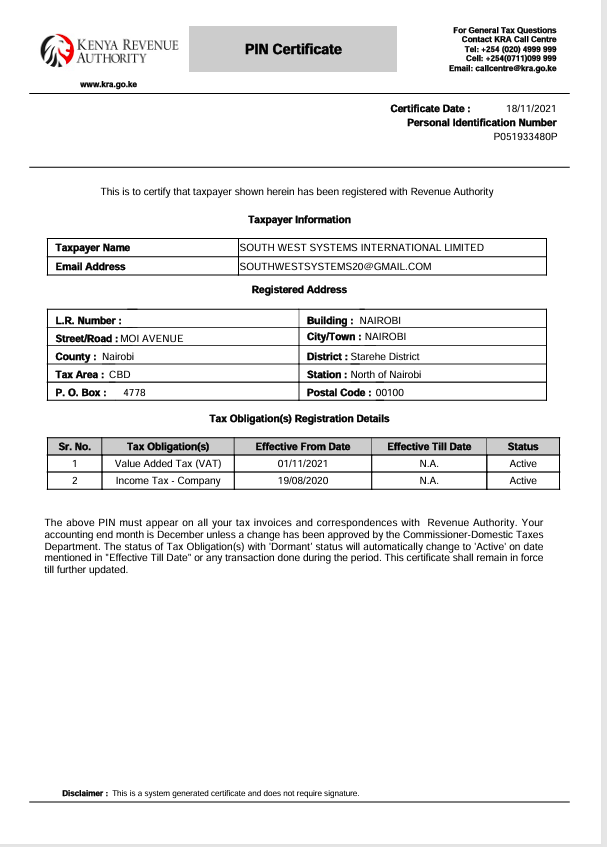 KENYA REVENUE
AUTHORITY
www.kra.go.ke
PIN Certificate
For General Tax Questions
Contact KRA Call Centre
Tel: +254 (020) 4999 999
Cell: +254(0711)099 999
Email: callcentre@kra.go.ke
Certificate Date : 18/11/2021
Personal Identification Number
P051933480P
This is to certify that taxpayer shown herein has been registered with Revenue Authority
Taxpayer Information
Taxpayer Name SOUTH WEST SYSTEMS INTERNATIONAL LIMITED
Email Address SOUTHWESTSYSTEMS20@GMAIL.COM
Registered Address
L.R. Number : Building : NAIROBI
Street/Road : MOI AVENUE City/Town : NAIROBI
County : Nairobi District : Starehe District
Tax Area : CBD Station : North of Nairobi
P. O. Box : 4778 Postal Code : 00100
Tax Obligation(s) Registration Details
Sr. No. Tax Obligation(s) Effective From Date Effective Till Date Status
1 Value Added Tax (VAT) 01/11/2021 N.A. Active
2 Income Tax - Company 19/08/2020 N.A. Active
The above PIN must appear on all your tax invoices and correspondences with Revenue Authority. Your
accounting end month is December unless a change has been approved by the Commissioner-Domestic Taxes
Department. The status of Tax Obligation(s) with 'Dormant' status will automatically change to 'Active' on date
mentioned in "Effective Till Date" or any transaction done during the period. This certificate shall remain in force
till further updated.
Disclaimer : This is a system generated certificate and does not require signature.